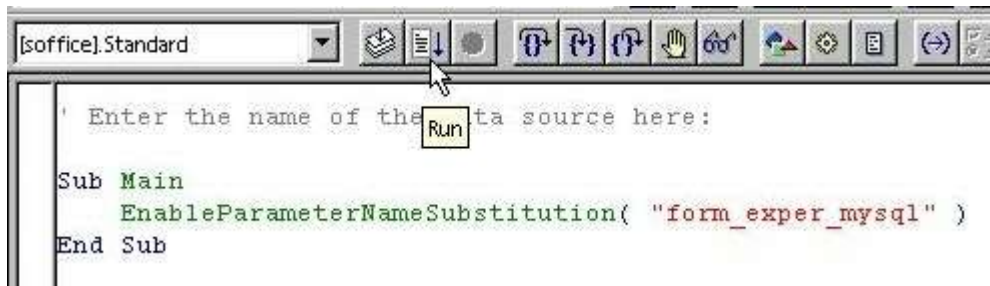 [soffice].Standard
' Enter the name of the ta source here:
Run
Sub Main
EnableParameterNameSubstitution( "form_exper_mysql" )
End Sub